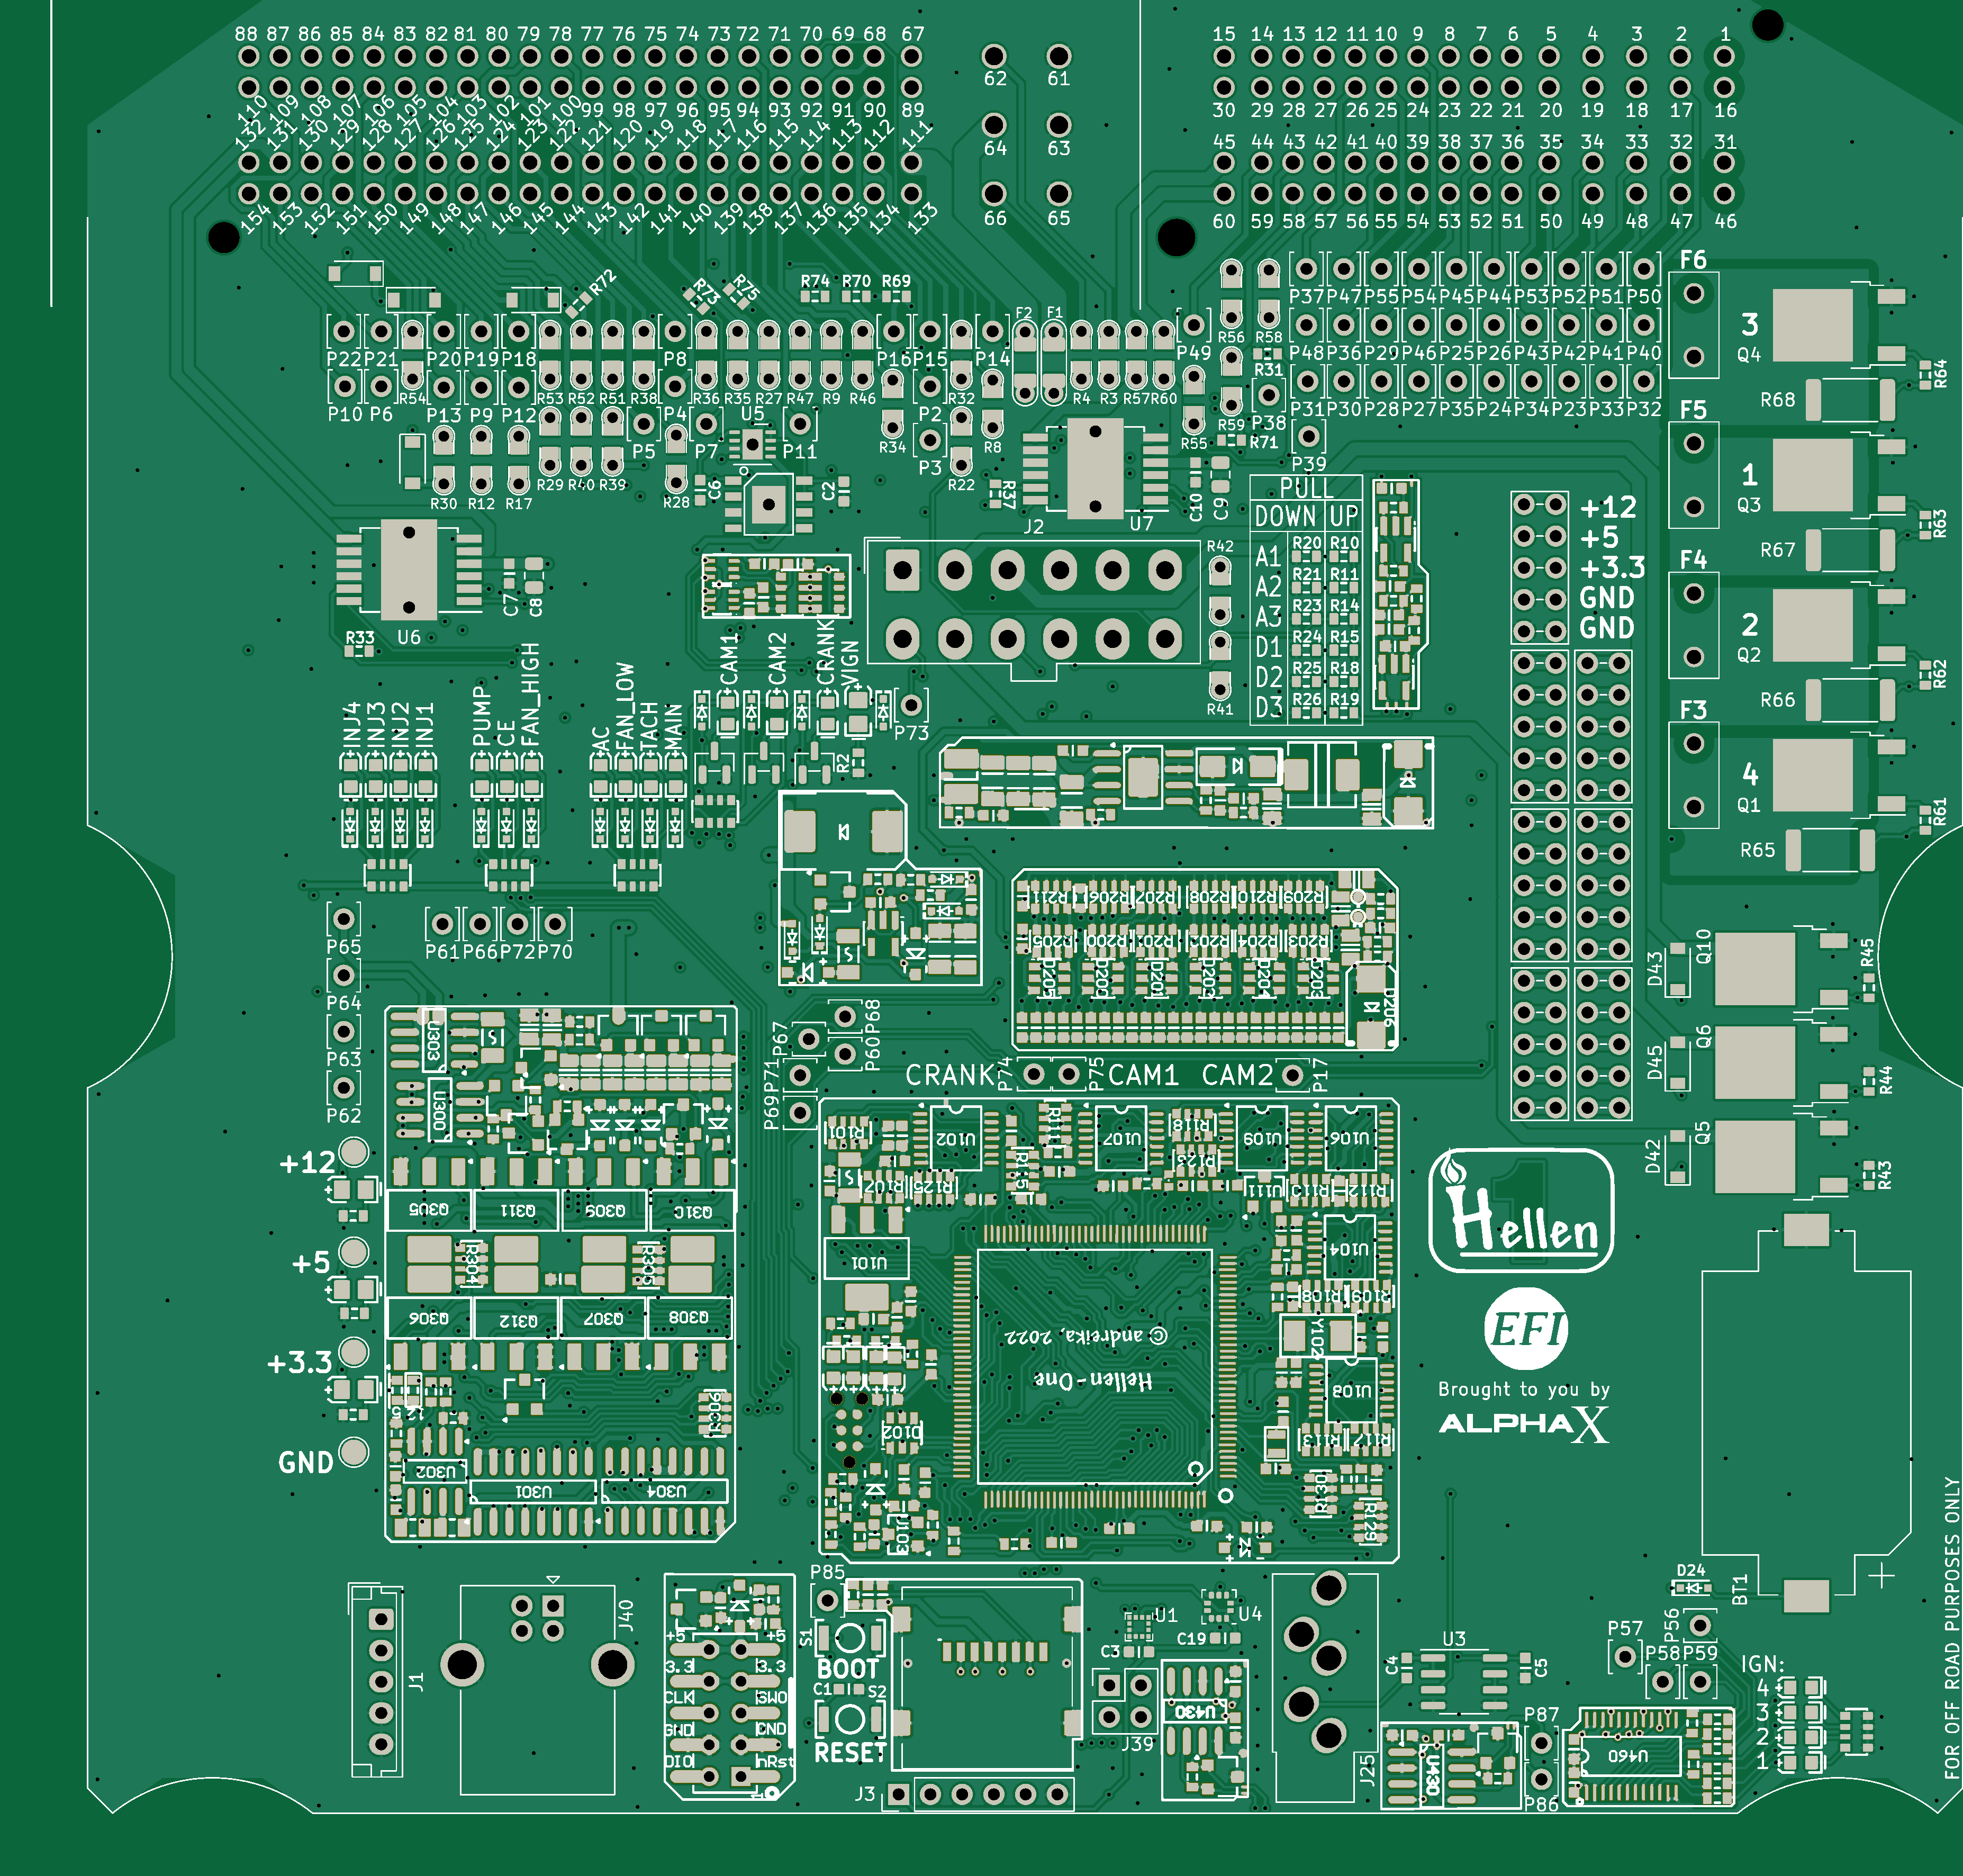 88 87 86 85 84 83 82 81 80 79 78 77 76 75 74 73 72 71 70 69 68 67
62 61
15 14 13 12 11 10 9 8 7 6 5 4 3 2 1
110 109 108 107 106 105 104 103 102 101 100 99 98 97 96 95 94 93 92 91 90 89
30 29 28 27 26 25 24 23 22 21 20 19 18 17 16
132 131 130 129 128 127 126 125 124 123 122 121 120 119 118 117 116 115 114 113 112 111
64 63
45 44 43 42 41 40 39 38 37 36 35 34 33 32 31
154 153 152 151 150 149 148 147 146 145 144 143 142 141 140 139 138 137 136 135 134 133
66 65
60 59 58 57 56 55 54 53 52 51 50 49 48 47 46
R72 R73 R75 R74 R70 R69
P37 P47 P55 P54 P45 P44 P53 P52 P51 P50
F6
3
Q4
R64
R68
F2 F1
P22 P21 P20 P19 P18 P8 P16 P15 P14 P49 R56 R58
P48 P36 P29 P46 P26 P25 P43 P42 P41 P40
R31
R54 R53 R52 R51 R38 R36 R35 R27 R47 R9 R46 R32 R4 R3 R57 R60
P10 P6 P13 P9 P12 P4 U5 P2 R59 P38
P31 P30 P28 P27 P35 P24 P34 P23 P33 P32
P5 P7 P11 R34 P3 R8 R55 R71 P39
F5
1
Q3
R63
R67
R30 R12 R17 R29 R40 R39 R28 C6 C2 R22 R37 J2 U7 C10 C9
PULL
DOWN UP
A1 R20 R10
A2 R21 R11
A3 R23 R14
D1 R24 R15
D2 R25 R18
D3 R26 R19
R42
R41
+12
+5
+3.3
GND
GND
F4
2
Q2
R62
R66
U6 C7 C8
R33
CAM1 CAM2 CRANK VIGN
P73
R2
INJ4 INJ3 INJ2 INJ1
PUMP CE FAN_HIGH
AC FAN_LOW TACH MAIN
F3
4
Q1
R61
R65
P65 P61 P66 P72 P70
P64
P63
P62
R211 R206 R207 R208 R210 R209
R205 R200 R201 R202 R204 R203
D205 D200 D201 D202 D204 D203
D206
D43 Q10 R45
D45 Q6 R44
D42 Q5 R43
P67 P68
P60 P71
P69
CRANK P74 P75 CAM1 CAM2 P17
U303
U300
+12
+5
+3.3
GND
Q305 Q311 Q309 Q310
R304 R305
Q306 Q312 Q307 Q308
R306
U302 U301 U304
R101 U102 R111 U107 R118 U109 U106
R123
R102 R125 R115 U111 R112
U101 U104
R108 R109
Y102
U108
© andreika, 2022
Hellen-One
D102
R113 R117
R130
R129
U103
1
Hellen
EFI
Brought to you by
ALPHAX
FOR OFF ROAD PURPOSES ONLY
J1
J40
+5 +5
3.3 3.3
CLK SWO
GND GND
DIO nRst
P85
S1
BOOT
C1 S2
RESET
J3
U1 U4
C3 C19
J39
U430
J25
C4 U3 C5
U430
P87
P86
U460
D24 BT1
P57 P56
P58 P59
IGN:
4
3
2
1